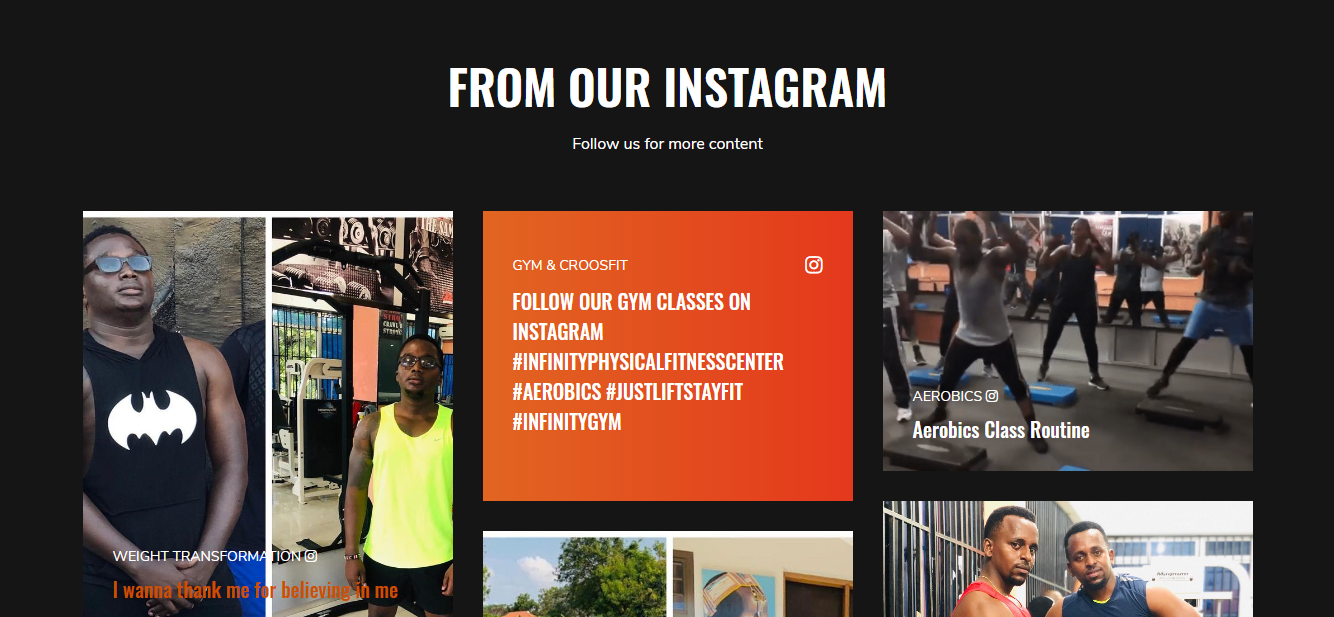 FROM OUR INSTAGRAM
Follow us for more content
WEIGHT TRANSFORMATION
I wanna thank me for believing in me
GYM & CROOSFIT
FOLLOW OUR GYM CLASSES ON
INSTAGRAM
#INFINITYPHYSICALFITNESSCENTER
#AEROBICS #JUSTLIFTSTAYFIT
#INFINITYGYM
AEROBICS
Aerobics Class Routine